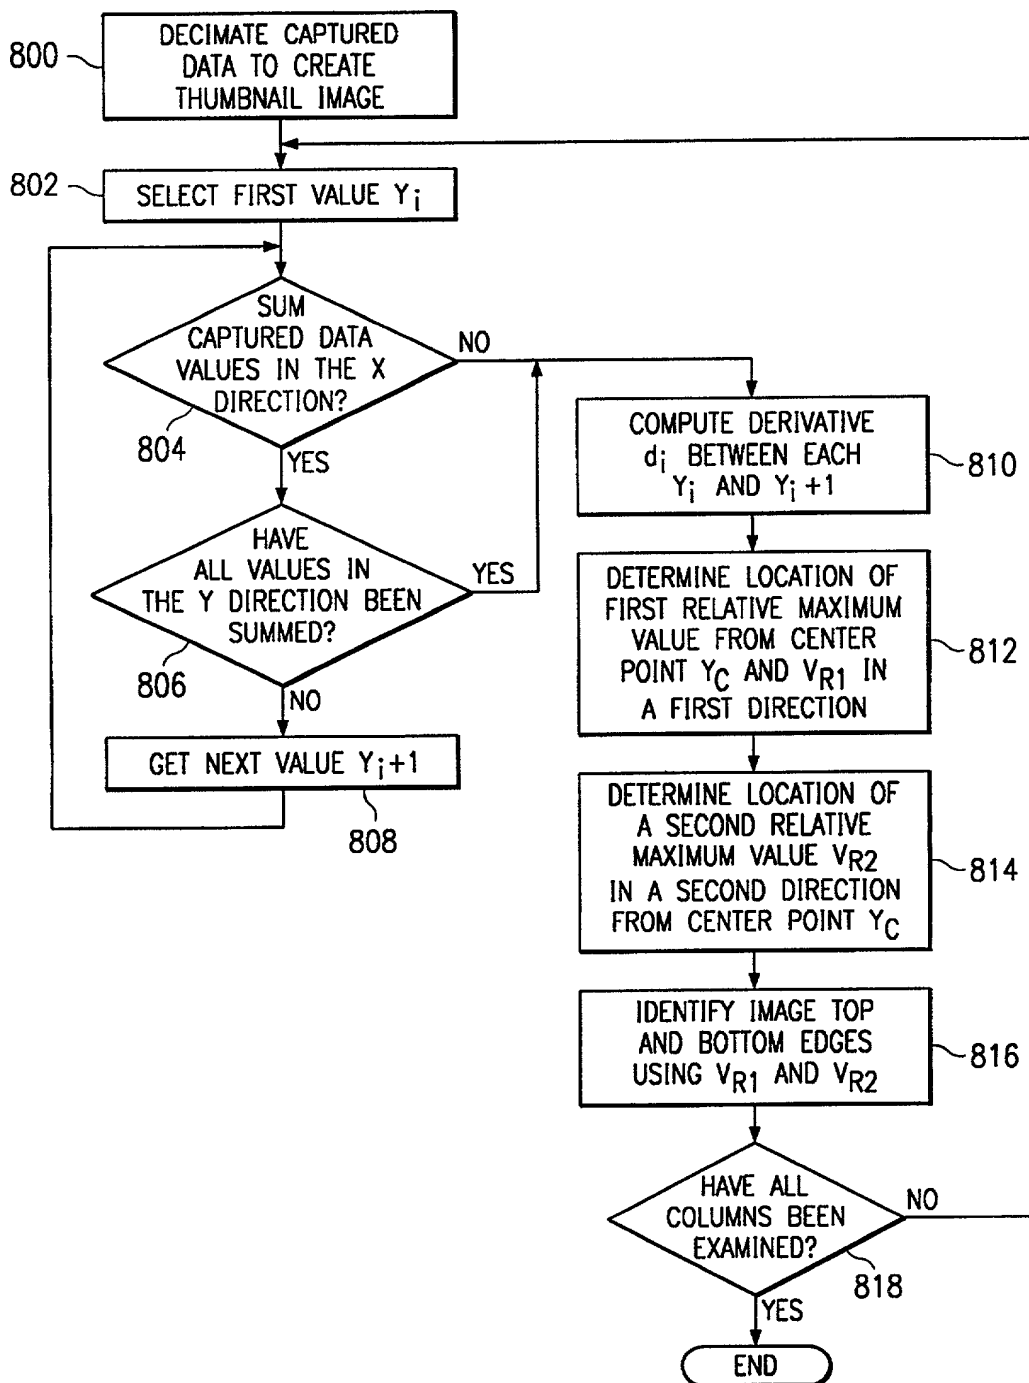 800
DECIMATE CAPTURED
DATA TO CREATE
THUMBNAIL IMAGE
802
SELECT FIRST VALUE Yi
SUM
CAPTURED DATA
VALUES IN THE X
DIRECTION?
804
NO
YES
HAVE
ALL VALUES IN
THE Y DIRECTION BEEN
SUMMED?
806
YES
NO
GET NEXT VALUE Yi+1
808
COMPUTE DERIVATIVE
di BETWEEN EACH
Yi AND Yi+1
810
DETERMINE LOCATION OF
FIRST RELATIVE MAXIMUM
VALUE FROM CENTER
POINT YC AND VR1 IN
A FIRST DIRECTION
812
DETERMINE LOCATION OF
A SECOND RELATIVE
MAXIMUM VALUE VR2
IN A SECOND DIRECTION
FROM CENTER POINT YC
814
IDENTIFY IMAGE TOP
AND BOTTOM EDGES
USING VR1 AND VR2
816
HAVE ALL
COLUMNS BEEN
EXAMINED?
818
NO
YES
END